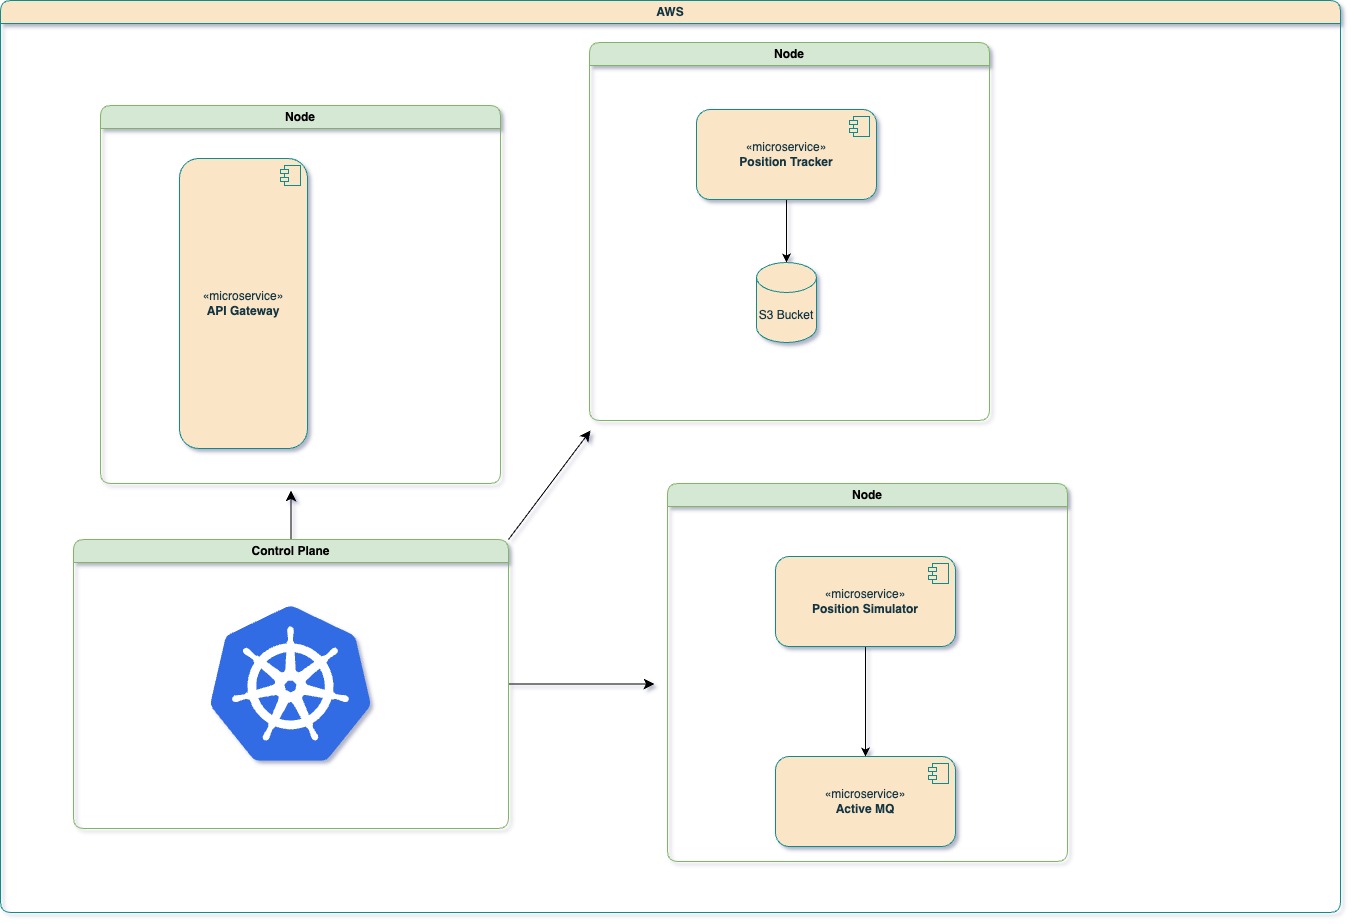 AWS
Node
«microservice»
API Gateway
Node
«microservice»
Position Tracker
S3 Bucket
Control Plane
Node
«microservice»
Position Simulator
«microservice»
Active MQ